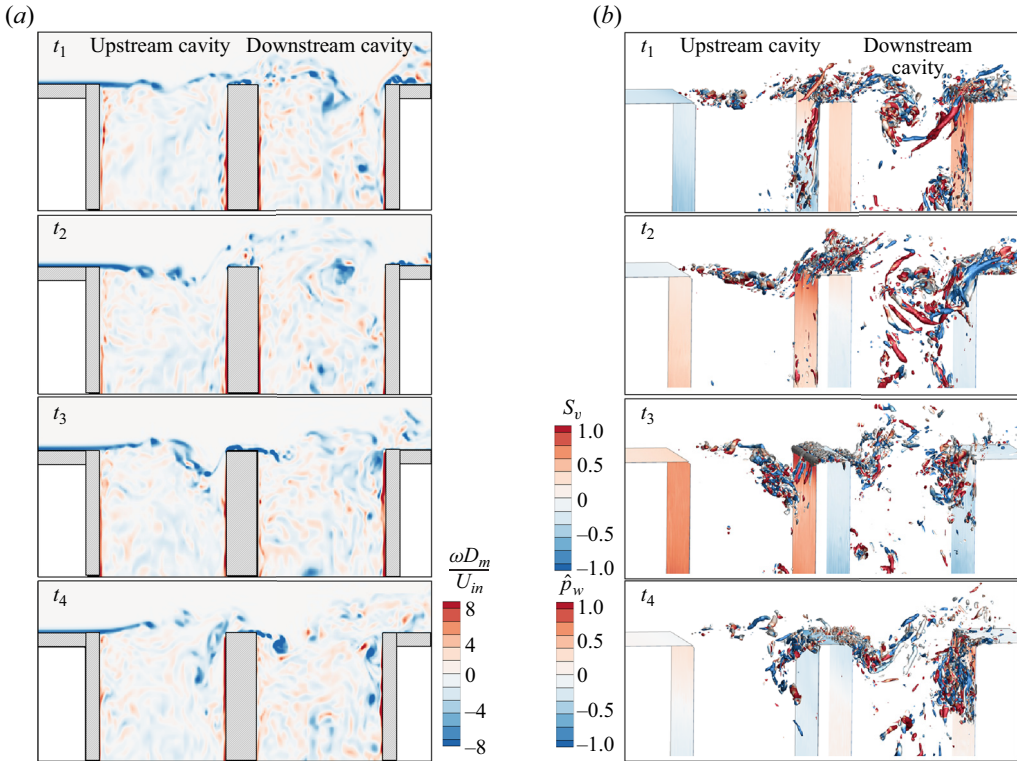 (a)
t1 Upstream cavity Downstream cavity
t2
t3
t4
ωDm
Uin
8
4
0
−4
−8
(b)
t1 Upstream cavity Downstream
cavity
t2
t3
t4
Sv
1.0
0.5
0
−0.5
−1.0
p̂w
1.0
0.5
0
−0.5
−1.0